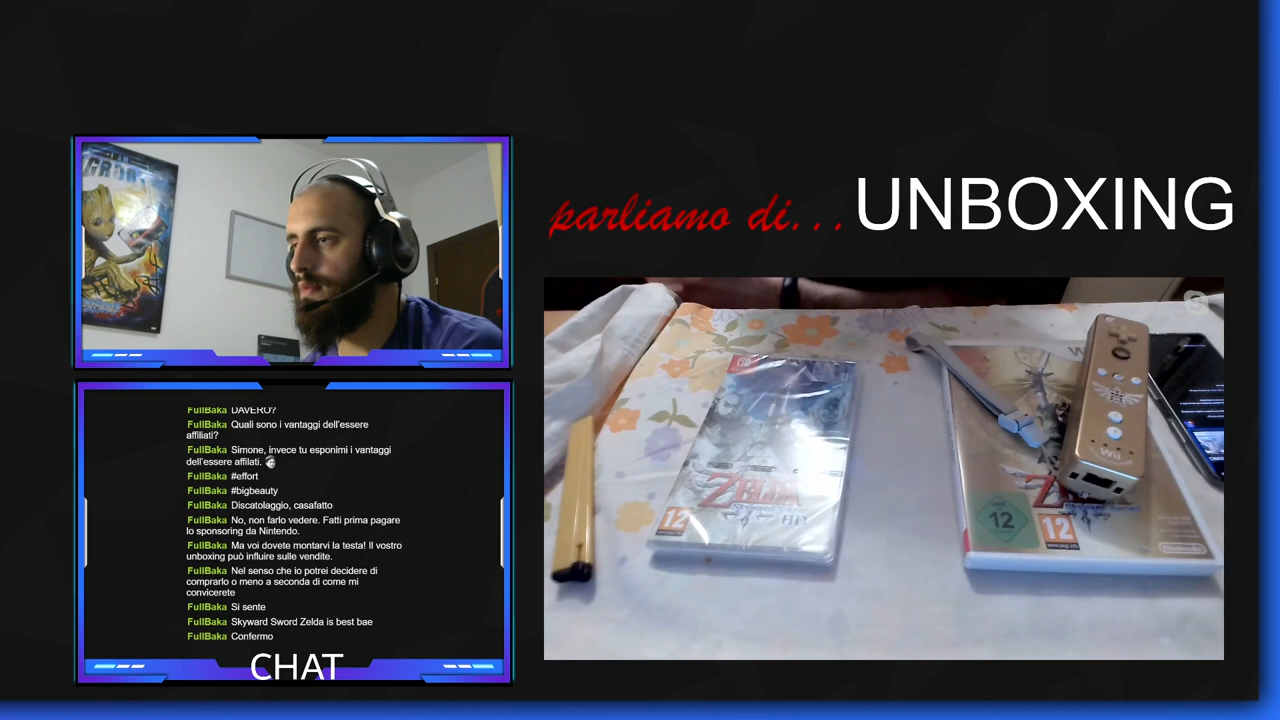 GROOT
parliamo di... UNBOXING
FullBaka DAVERO?
FullBaka Quali sono i vantaggi dell'essere
affiliati?
FullBaka Simone, invece tu esponimi i vantaggi
dell'essere affilati.
FullBaka #effort
FullBaka #bigbeauty
FullBaka Discatolaggio, casafatto
FullBaka No, non farlo vedere. Fatti prima pagare
lo sponsoring da Nintendo.
FullBaka Ma voi dovete montarvi la testa! Il vostro
unboxing può influire sulle vendite.
FullBaka Nel senso che io potrei decidere di
comprarlo o meno a seconda di come mi
convicerete
FullBaka Si sente
FullBaka Skyward Sword Zelda is best bae
FullBaka Confermo
CHAT
ZELDA
HD
12
Wii
12
12
Nintendo